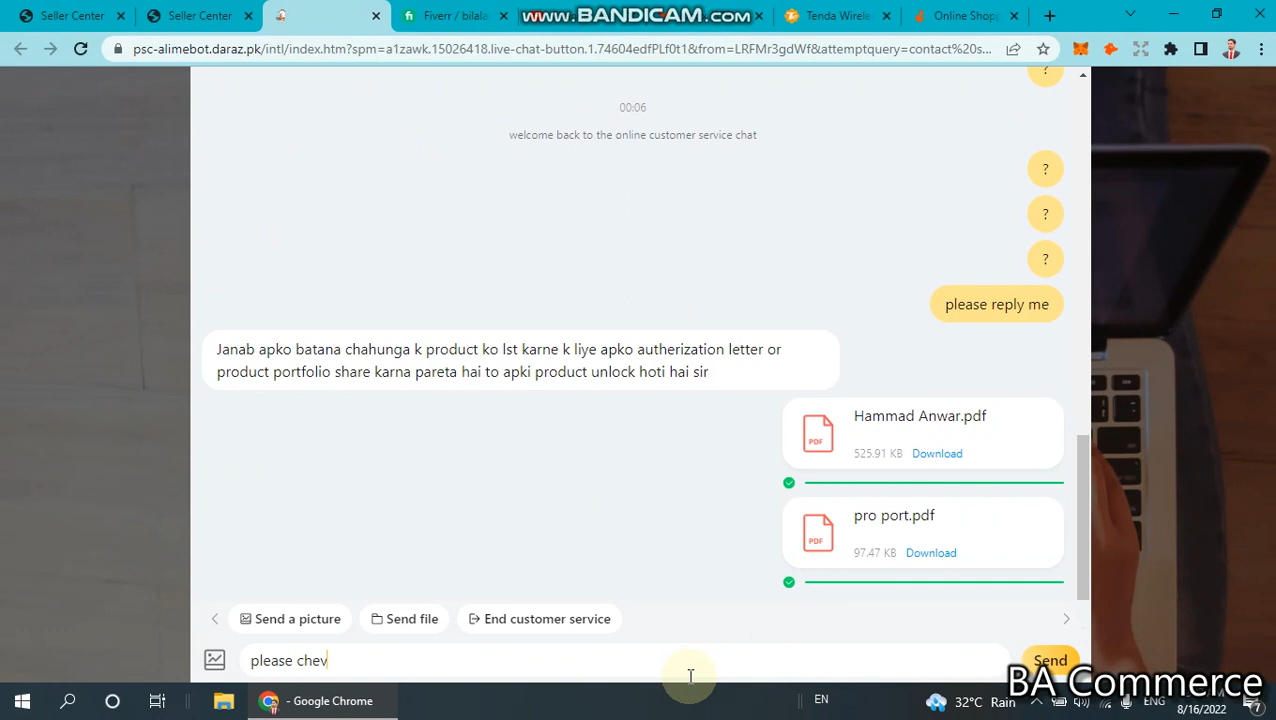 Seller Center
Seller Center
Fiverr / bilala
WWW.BANDICAM.COM
Tenda Wirele
Online Shopp
psc-alimebot.daraz.pk/intl/index.htm?spm=a1zawk.15026418.live-chat-button.1.74604edfPLf0t1&from=LRFMr3gdWf&attemptquery=contact%20s...
?
00:06
welcome back to the online customer service chat
?
?
?
please reply me
Janab apko batana chahunga k product ko lst karne k liye apko autherization letter or
product portfolio share karna pareta hai to apki product unlock hoti hai sir
Hammad Anwar.pdf
PDF
525.91 KB Download
pro port.pdf
PDF
97.47 KB Download
Send a picture
Send file
End customer service
please chev
Send
BA Commerce
- Google Chrome
EN
32°C Rain
ENG
8/16/2022
7